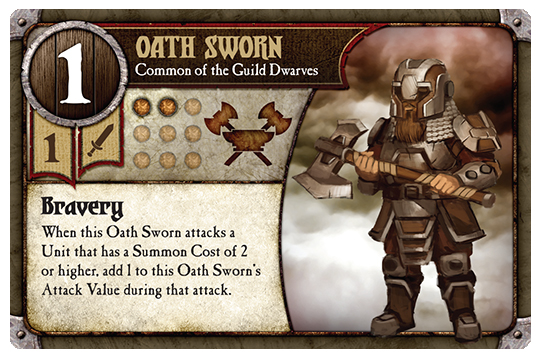 1
OATH SWORN
Common of the Guild Dwarves
1
Bravery
When this Oath Sworn attacks a
Unit that has a Summon Cost of 2
or higher, add 1 to this Oath Sworn's
Attack Value during that attack.